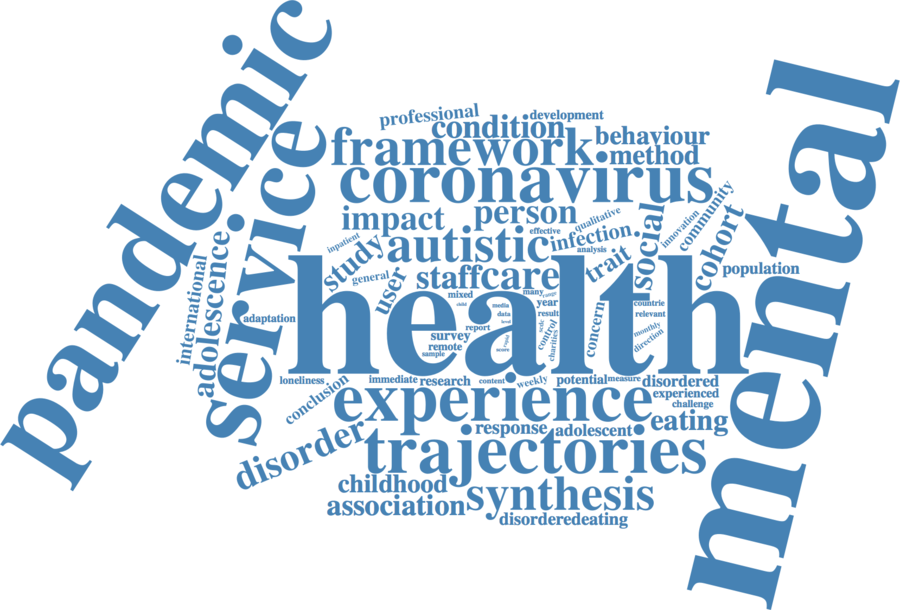 pandemic
mental
service
professional
development
condition
behaviour
framework
method
coronavirus
impact
person
qualitative
innovation
community
social
cohort
effective
autistic
infection
analysis
inpatient
study
general
user
staffcare
trait
population
international
adolescence
adaptation
health
mixed
child
many
range
year
media
data
level
result
countrie
relevant
concern
control
charities
monthly
direction
report
survey
remote
sample
score
loneliness
immediate
research
content
weekly
potential
measure
disordered
experienced
challenge
conclusion
experience
eating
response
adolescent
disorder
trajectories
childhood
synthesis
association
disorderedeating